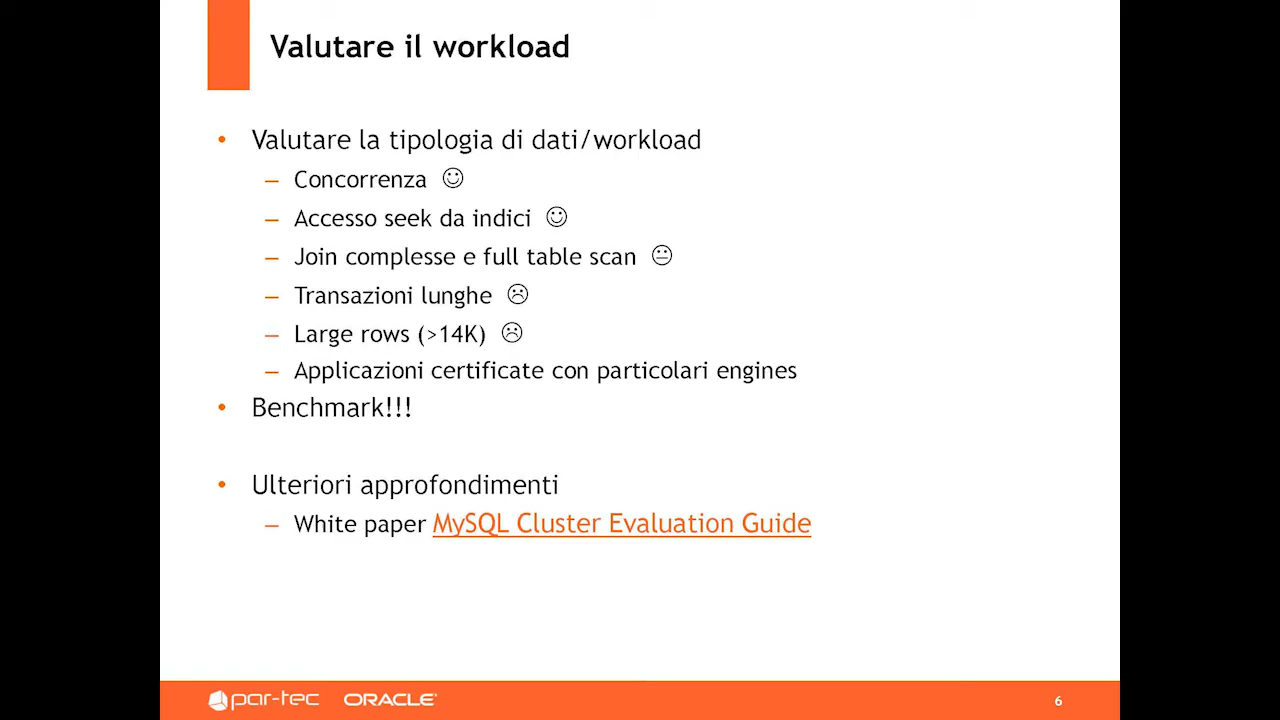 Valutare il workload
• Valutare la tipologia di dati/workload
– Concorrenza ☺
– Accesso seek da indici ☺
– Join complesse e full table scan 😐
– Transazioni lunghe ☹
– Large rows (>14K) ☹
– Applicazioni certificate con particolari engines
• Benchmark!!!
• Ulteriori approfondimenti
– White paper MySQL Cluster Evaluation Guide
par-tec ORACLE® 6